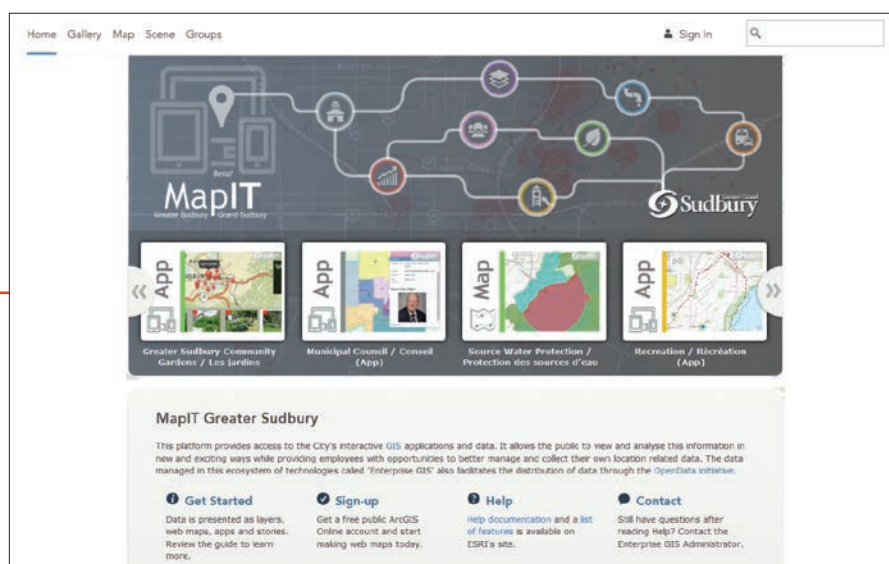 Home Gallery Map Scene Groups Sign In
Beta!
MapIT
Greater Sudbury Grand Sudbury
Greater Grand
Sudbury
App
App
Map
App
Greater Sudbury Community
Gardens / Les jardins
Municipal Council / Conseil
(App)
Source Water Protection /
Protection des sources d'eau
Recreation / Récréation
(App)
MapIT Greater Sudbury
This platform provides access to the City's interactive GIS applications and data. It allows the public to view and analyse this information in
new and exciting ways while providing employees with opportunities to better manage and collect their own location related data. The data
managed in this ecosystem of technologies called 'Enterprise GIS' also facilitates the distribution of data through the OpenData initiative.
Get Started
Data is presented as layers,
web maps, apps and stories.
Review the guide to learn
more.
Sign-up
Get a free public ArcGIS
Online account and start
making web maps today.
Help
Help documentation and a list
of features is available on
ESRI's site.
Contact
Still have questions after
reading Help? Contact the
Enterprise GIS Administrator.